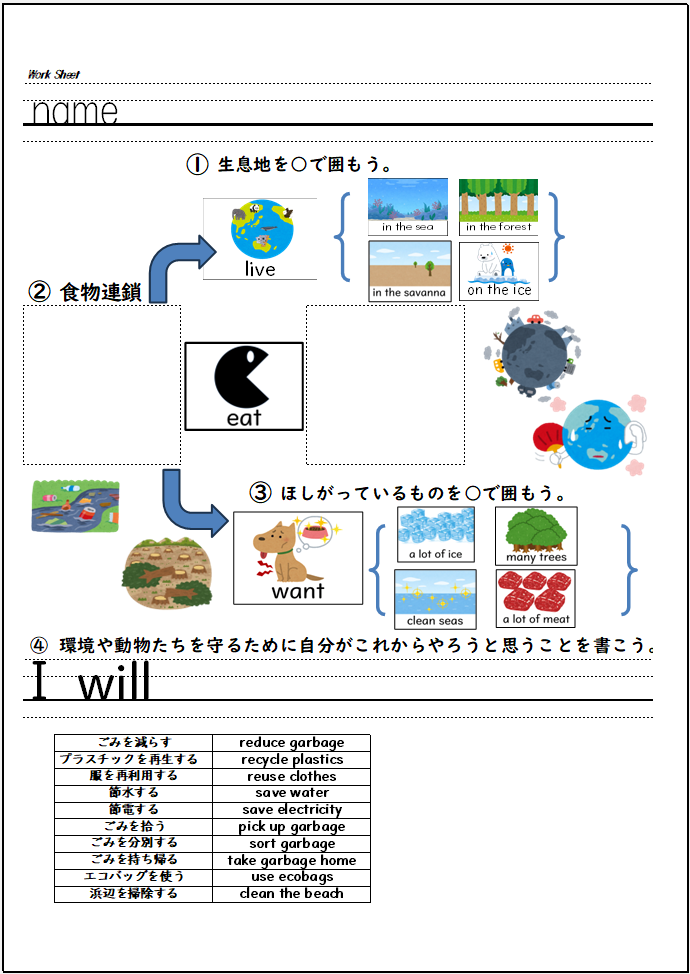 Work Sheet
name
① 生息地を○で囲もう。
live
in the sea
in the forest
in the savanna
on the ice
② 食物連鎖
eat
③ ほしがっているものを○で囲もう。
want
a lot of ice
many trees
clean seas
a lot of meat
④ 環境や動物たちを守るために自分がこれからやろうと思うことを書こう。
I will
ごみを減らす reduce garbage
プラスチックを再生する recycle plastics
服を再利用する reuse clothes
節水する save water
節電する save electricity
ごみを拾う pick up garbage
ごみを分別する sort garbage
ごみを持ち帰る take garbage home
エコバッグを使う use ecobags
浜辺を掃除する clean the beach